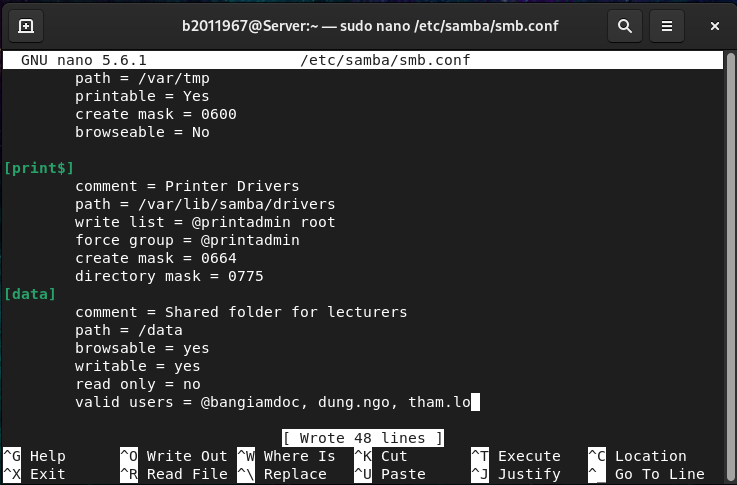 b2011967@Server:~ — sudo nano /etc/samba/smb.conf
GNU nano 5.6.1 /etc/samba/smb.conf
path = /var/tmp
printable = Yes
create mask = 0600
browseable = No
[print$]
comment = Printer Drivers
path = /var/lib/samba/drivers
write list = @printadmin root
force group = @printadmin
create mask = 0664
directory mask = 0775
[data]
comment = Shared folder for lecturers
path = /data
browsable = yes
writable = yes
read only = no
valid users = @bangiamdoc, dung.ngo, tham.lo
[ Wrote 48 lines ]
^G Help ^O Write Out ^W Where Is ^K Cut ^T Execute ^C Location
^X Exit ^R Read File ^\ Replace ^U Paste ^J Justify ^_ Go To Line